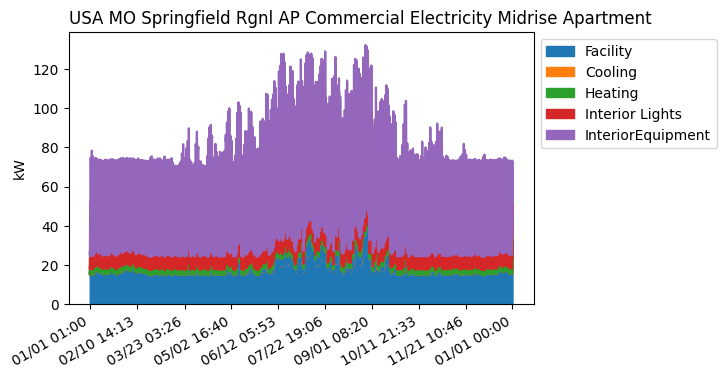 USA MO Springfield Rgnl AP Commercial Electricity Midrise Apartment
120
100
80
60
40
20
0
kW
01/01 01:00
02/10 14:13
03/23 03:26
05/02 16:40
06/12 05:53
07/22 19:06
09/01 08:20
10/11 21:33
11/21 10:46
01/01 00:00
Facility
Cooling
Heating
Interior Lights
InteriorEquipment